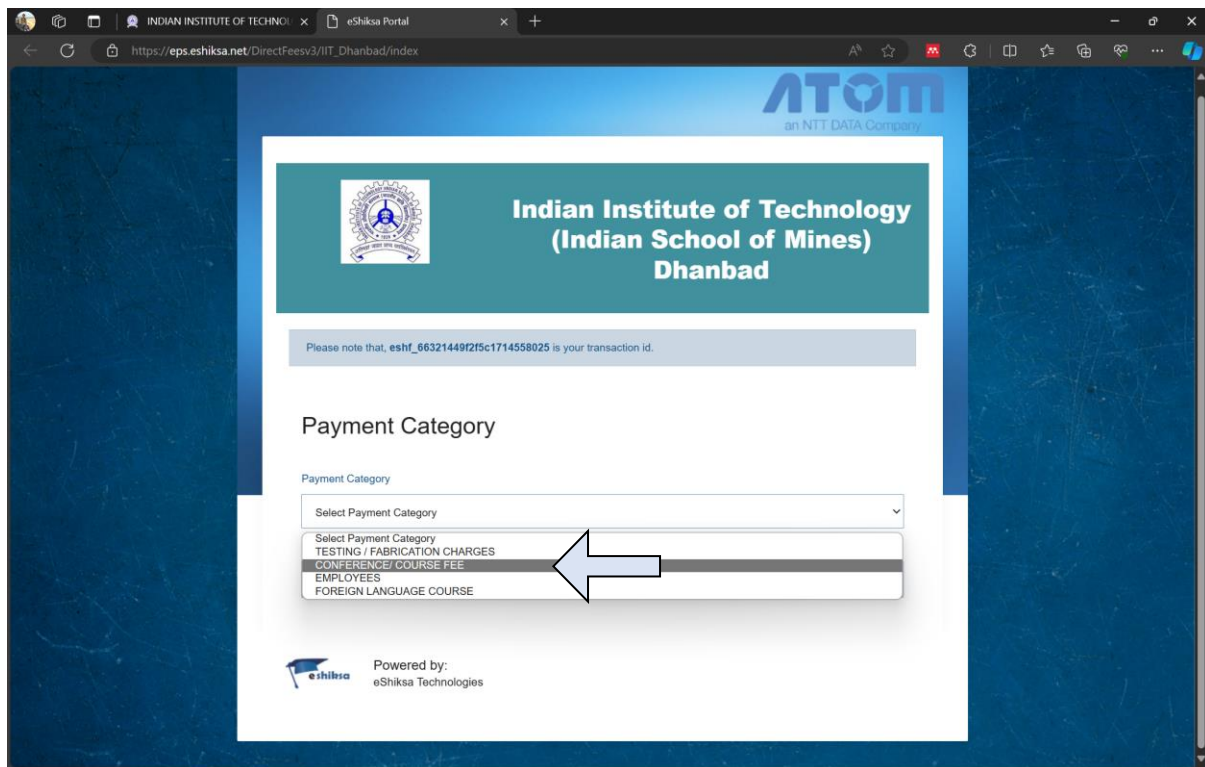 INDIAN INSTITUTE OF TECHNOL
eShiksa Portal
https://eps.eshiksa.net/DirectFeesv3/IIT_Dhanbad/index
ATOM
an NTT DATA Company
Indian Institute of Technology
(Indian School of Mines)
Dhanbad
Please note that, eshf_66321449f2f5c1714558025 is your transaction id.
Payment Category
Payment Category
Select Payment Category
Select Payment Category
TESTING / FABRICATION CHARGES
CONFERENCE/ COURSE FEE
EMPLOYEES
FOREIGN LANGUAGE COURSE
eshiksa
Powered by:
eShiksa Technologies